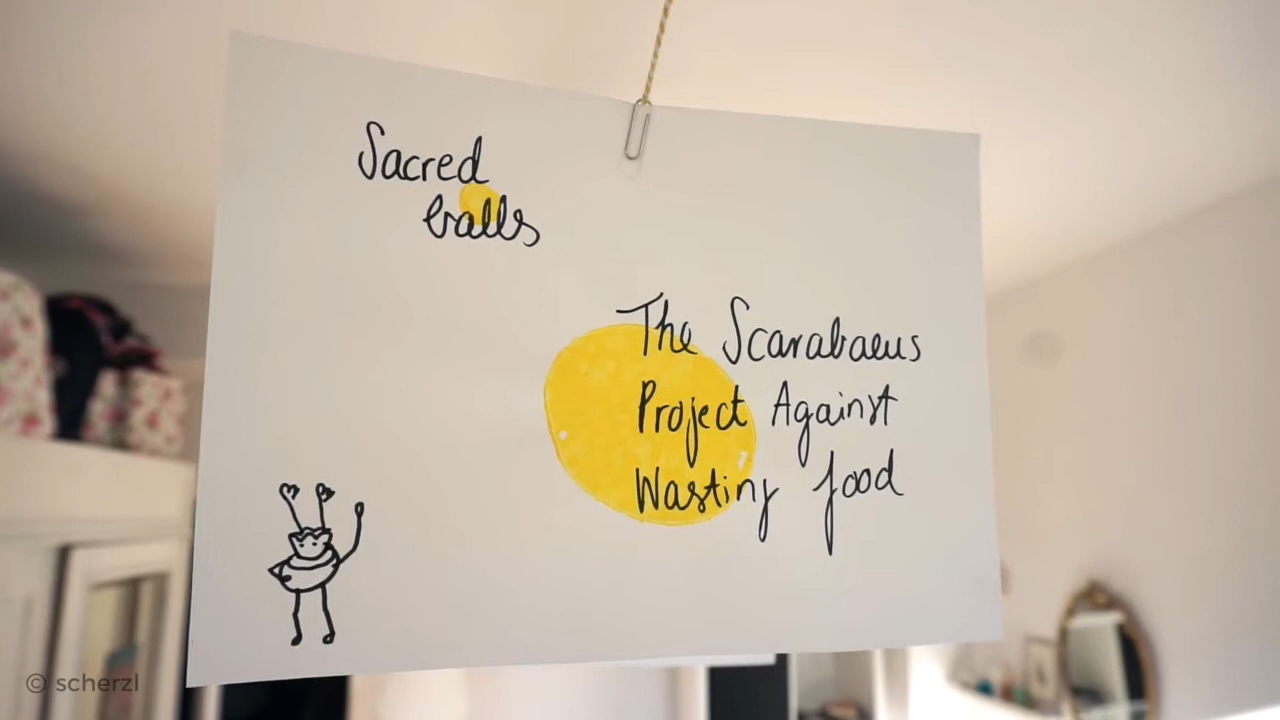 Sacred
balls
The Scarabaeus
Project Against
Wasting food
© scherzl